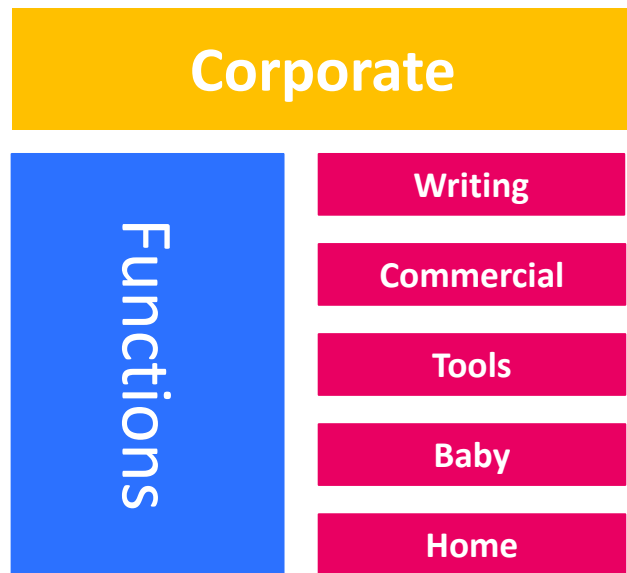 Corporate
Functions
Writing
Commercial
Tools
Baby
Home